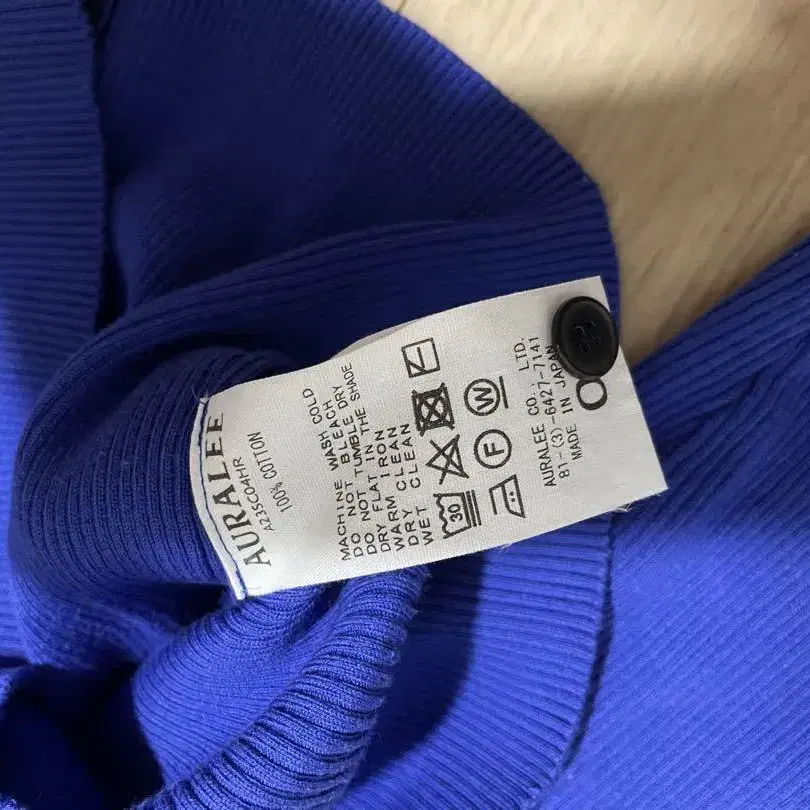 AURALEE
A23SC04HR
100% COTTON
MACHINE WASH COLD
DO NOT BLEACH
DO NOT TUMBLE DRY
DRY FLAT IN THE SHADE
WARM IRON
DRY CLEAN
WET CLEAN
30
F
W
AURALEE CO., LTD.
81-(3)-6427-7141
MADE IN JAPAN